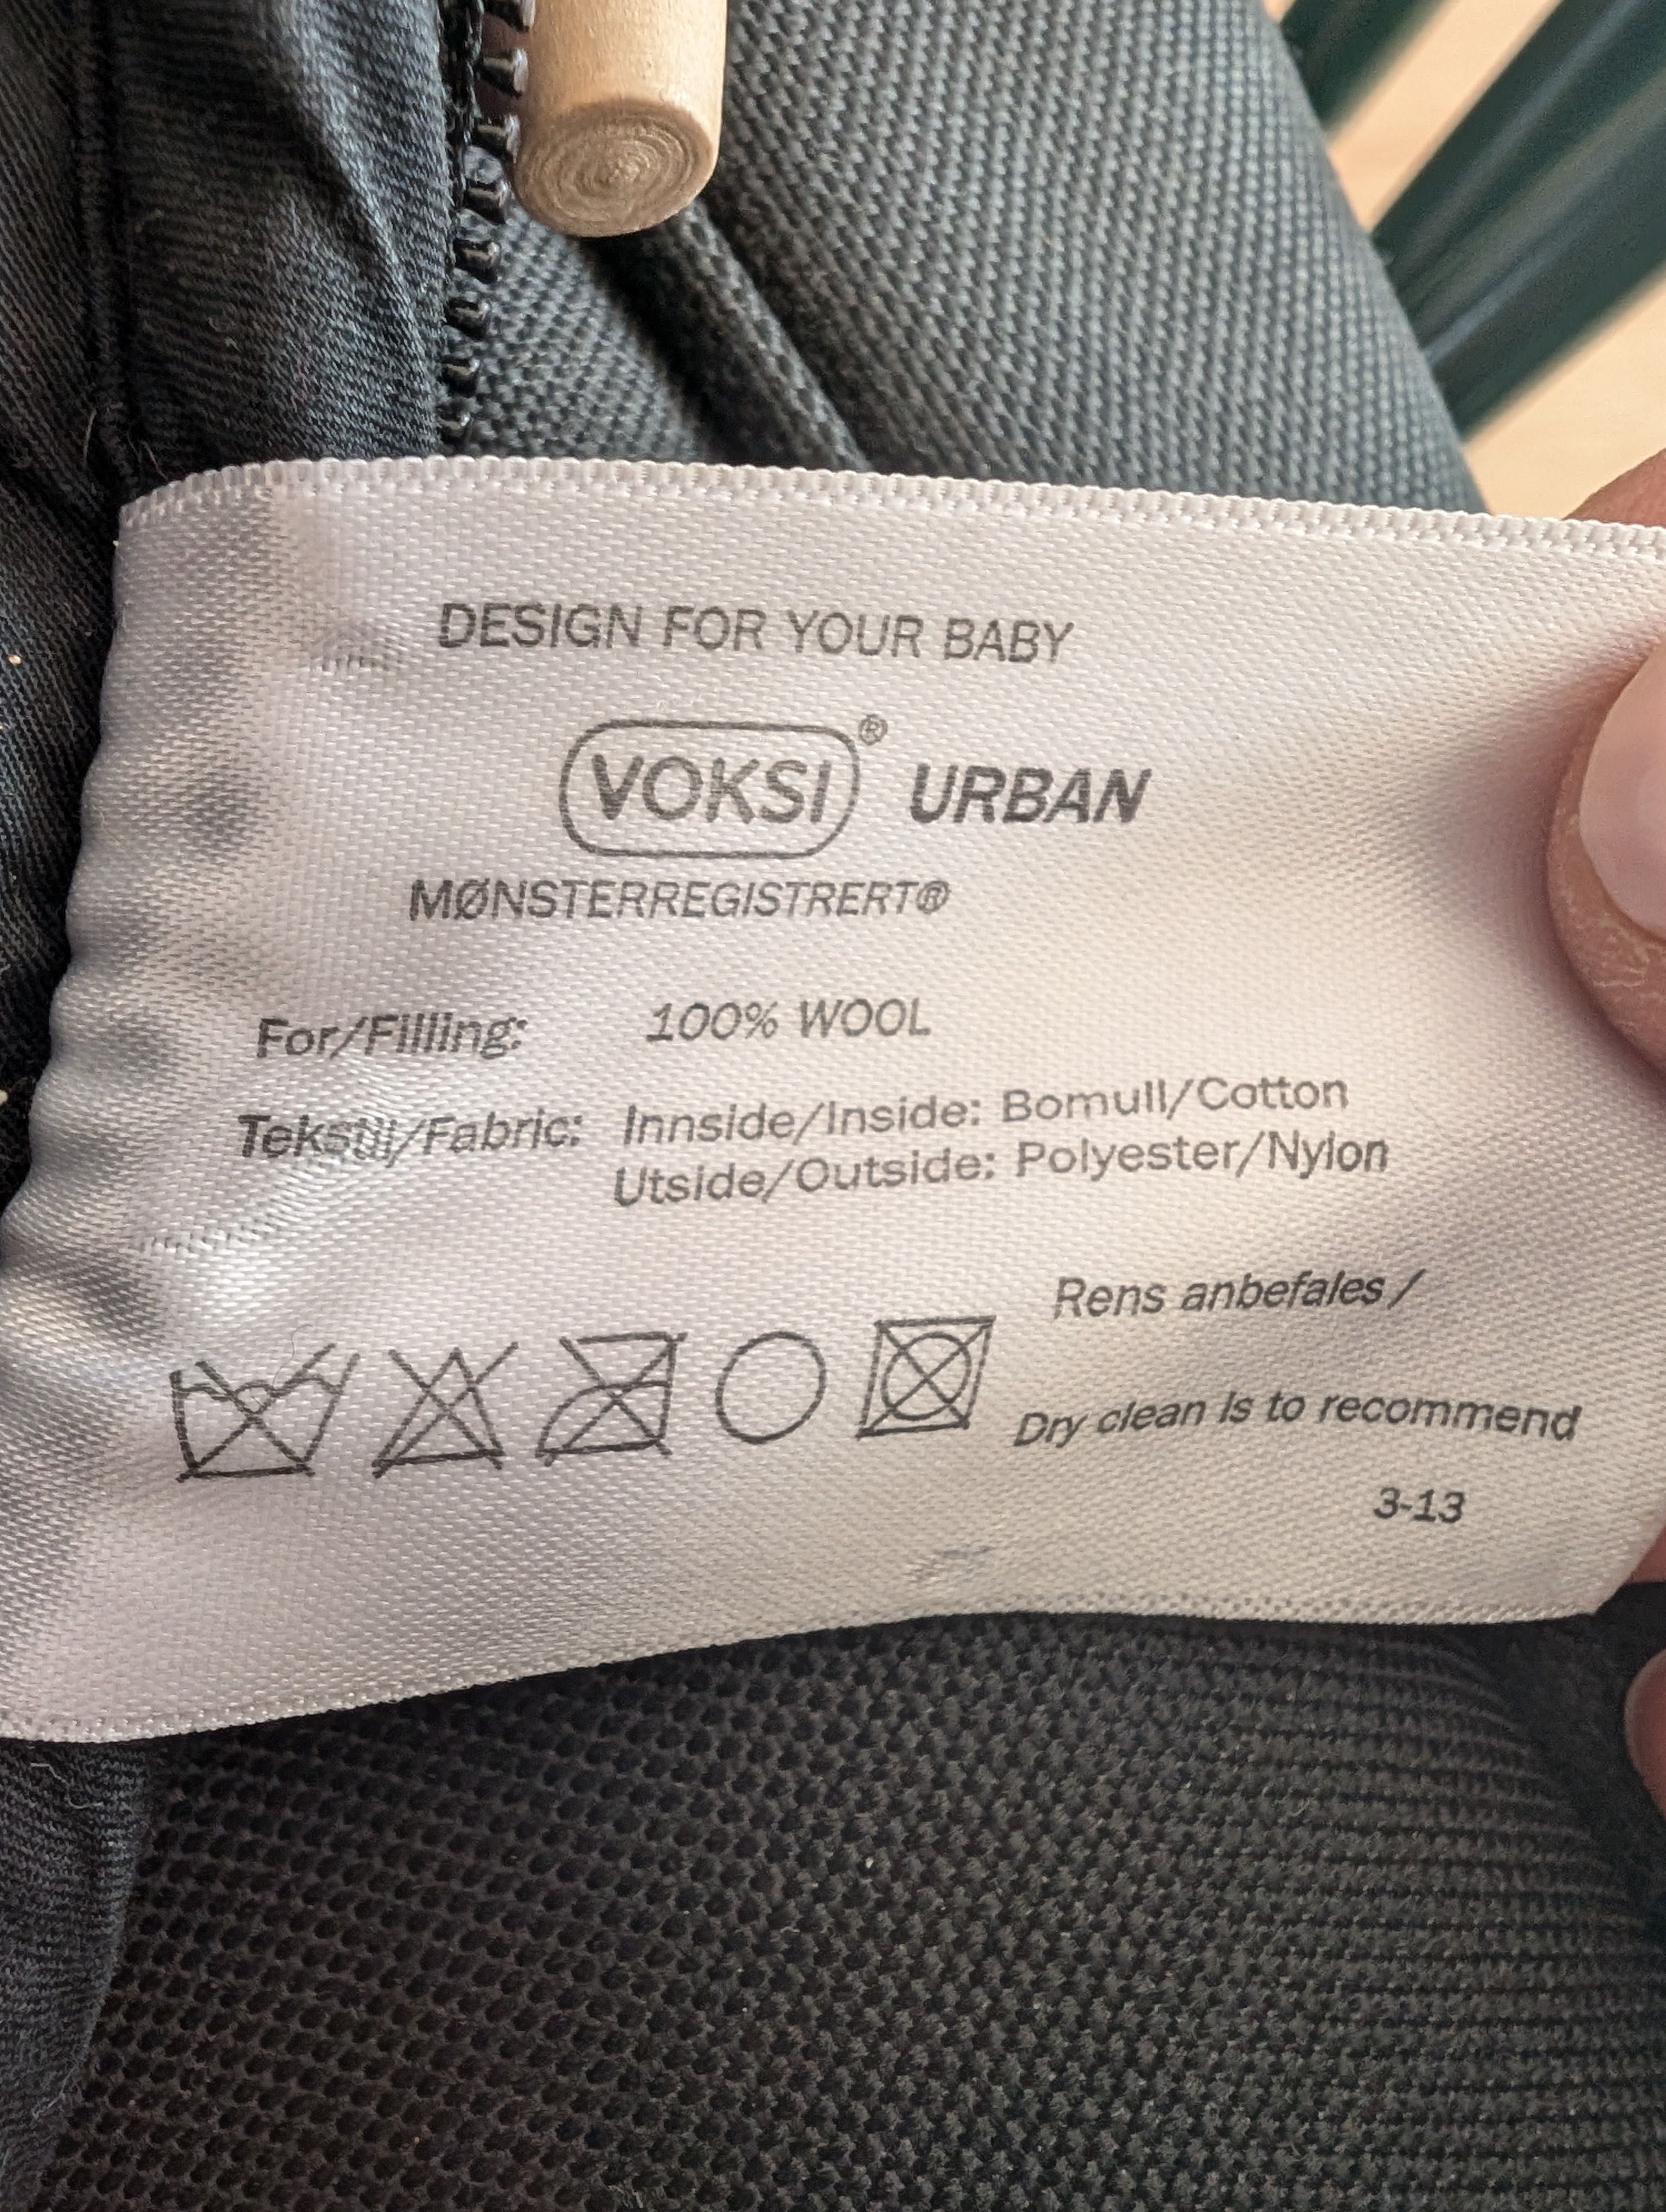 DESIGN FOR YOUR BABY
VOKSI® URBAN
MØNSTERREGISTRERT®
For/Filling: 100% WOOL
Tekstil/Fabric: Innside/Inside: Bomull/Cotton
Utside/Outside: Polyester/Nylon
Rens anbefales /
Dry clean is to recommend
3-13